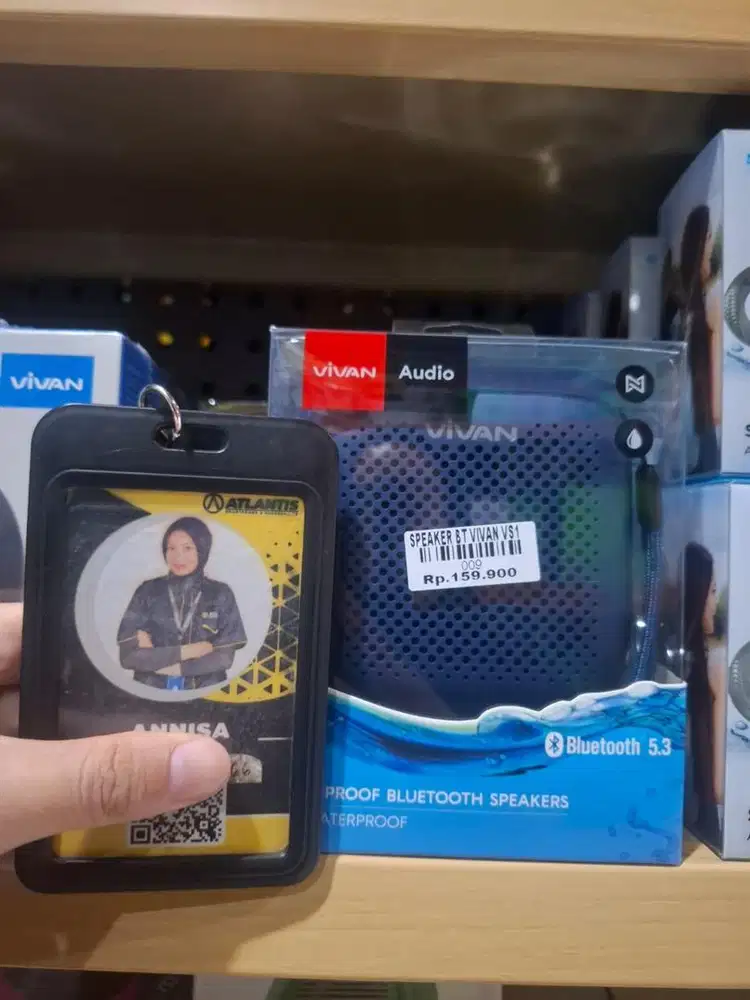 ViVAN
ViVAN Audio
ViVAN
SPEAKER BT VIVAN VS1
009
Rp.159.900
Bluetooth 5.3
PROOF BLUETOOTH SPEAKERS
ATERPROOF
ATLANTIS
ANNISA